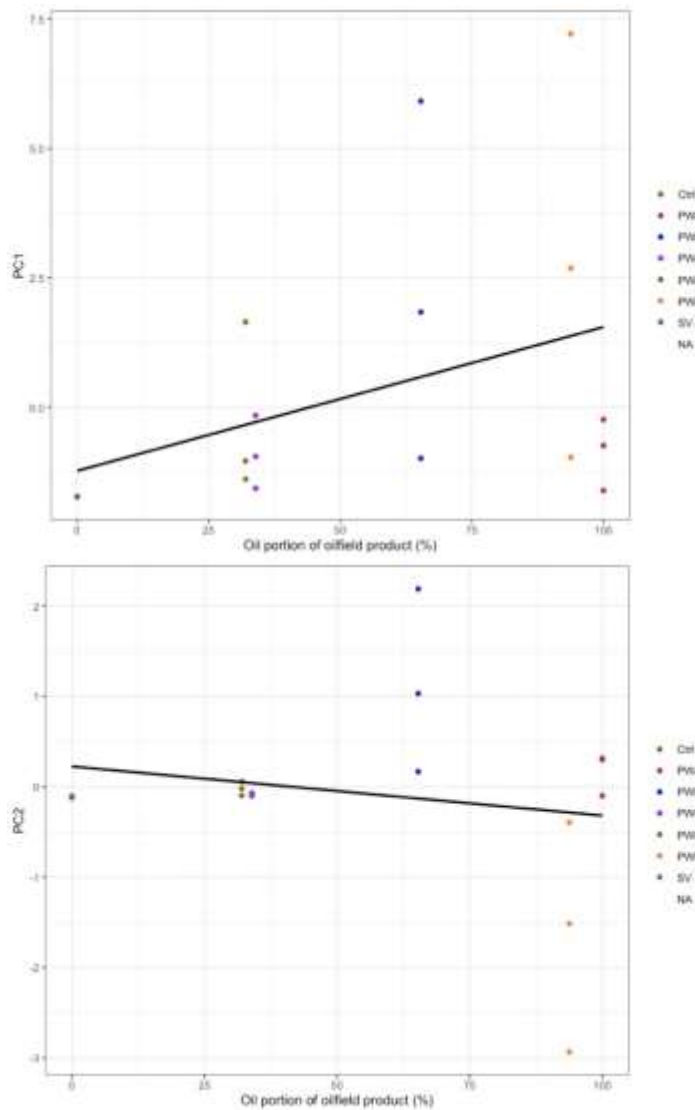 7.5
5.0
2.5
0.0
PC1
0 25 50 75 100
Oil portion of oilfield product (%)
Ctrl
PW
PW
PW
PW
PW
SV
NA
2
1
0
-1
-2
-3
PC2
0 25 50 75 100
Oil portion of oilfield product (%)
Ctrl
PW
PW
PW
PW
PW
SV
NA